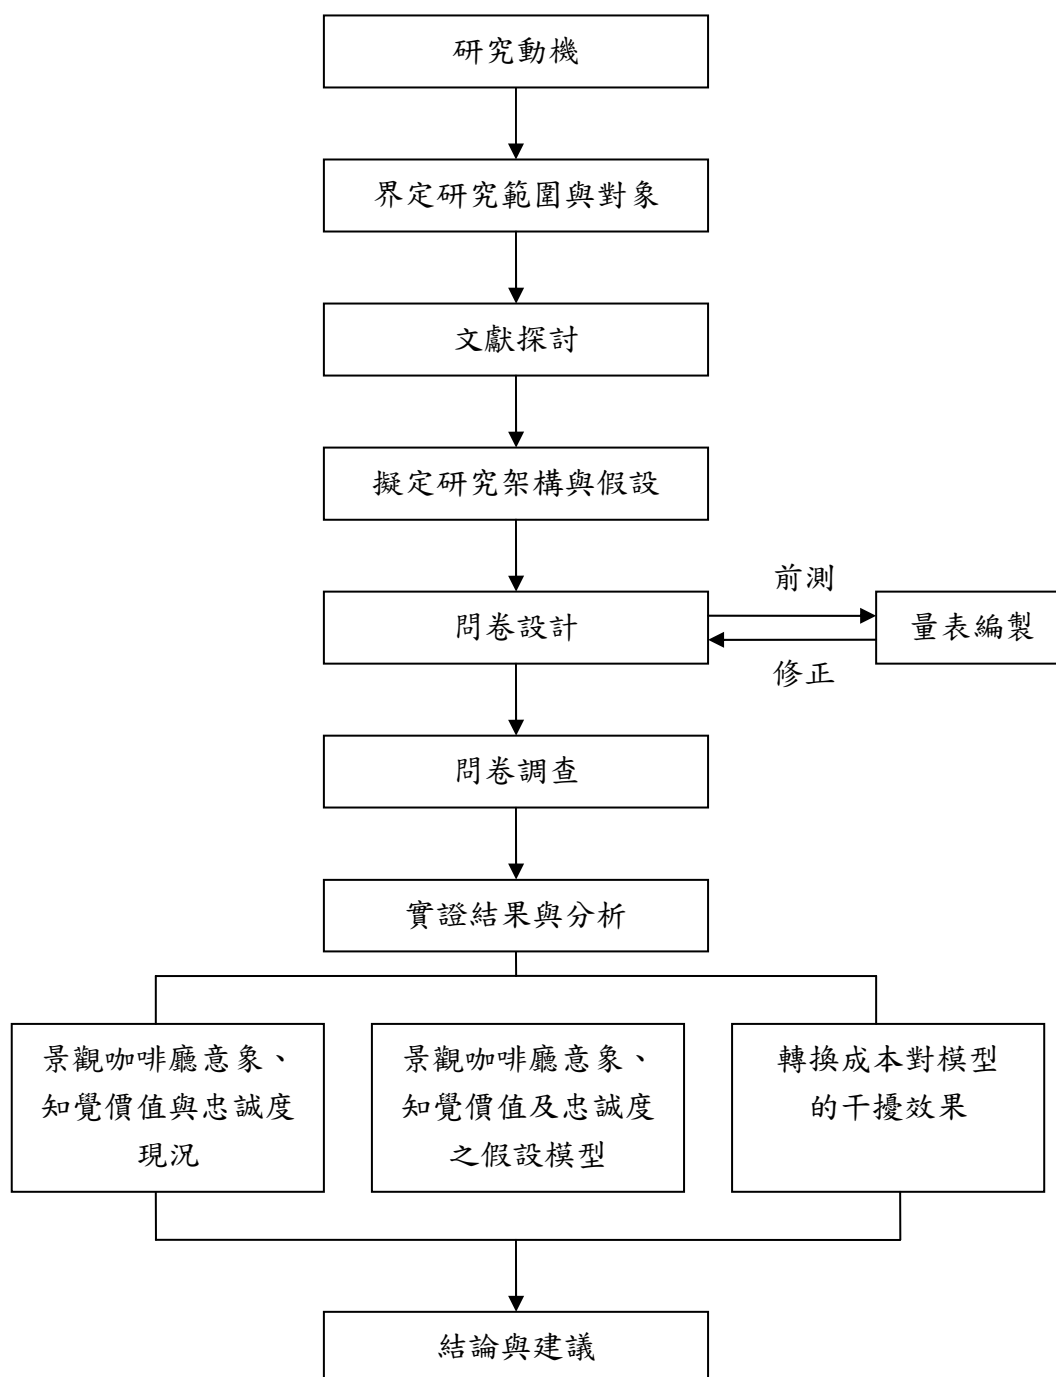 研究動機
界定研究範圍與對象
文獻探討
擬定研究架構與假設
前測
問卷設計
量表編製
修正
問卷調查
實證結果與分析
景觀咖啡廳意象、
知覺價值與忠誠度
現況
景觀咖啡廳意象、
知覺價值及忠誠度
之假設模型
轉換成本對模型
的干擾效果
結論與建議